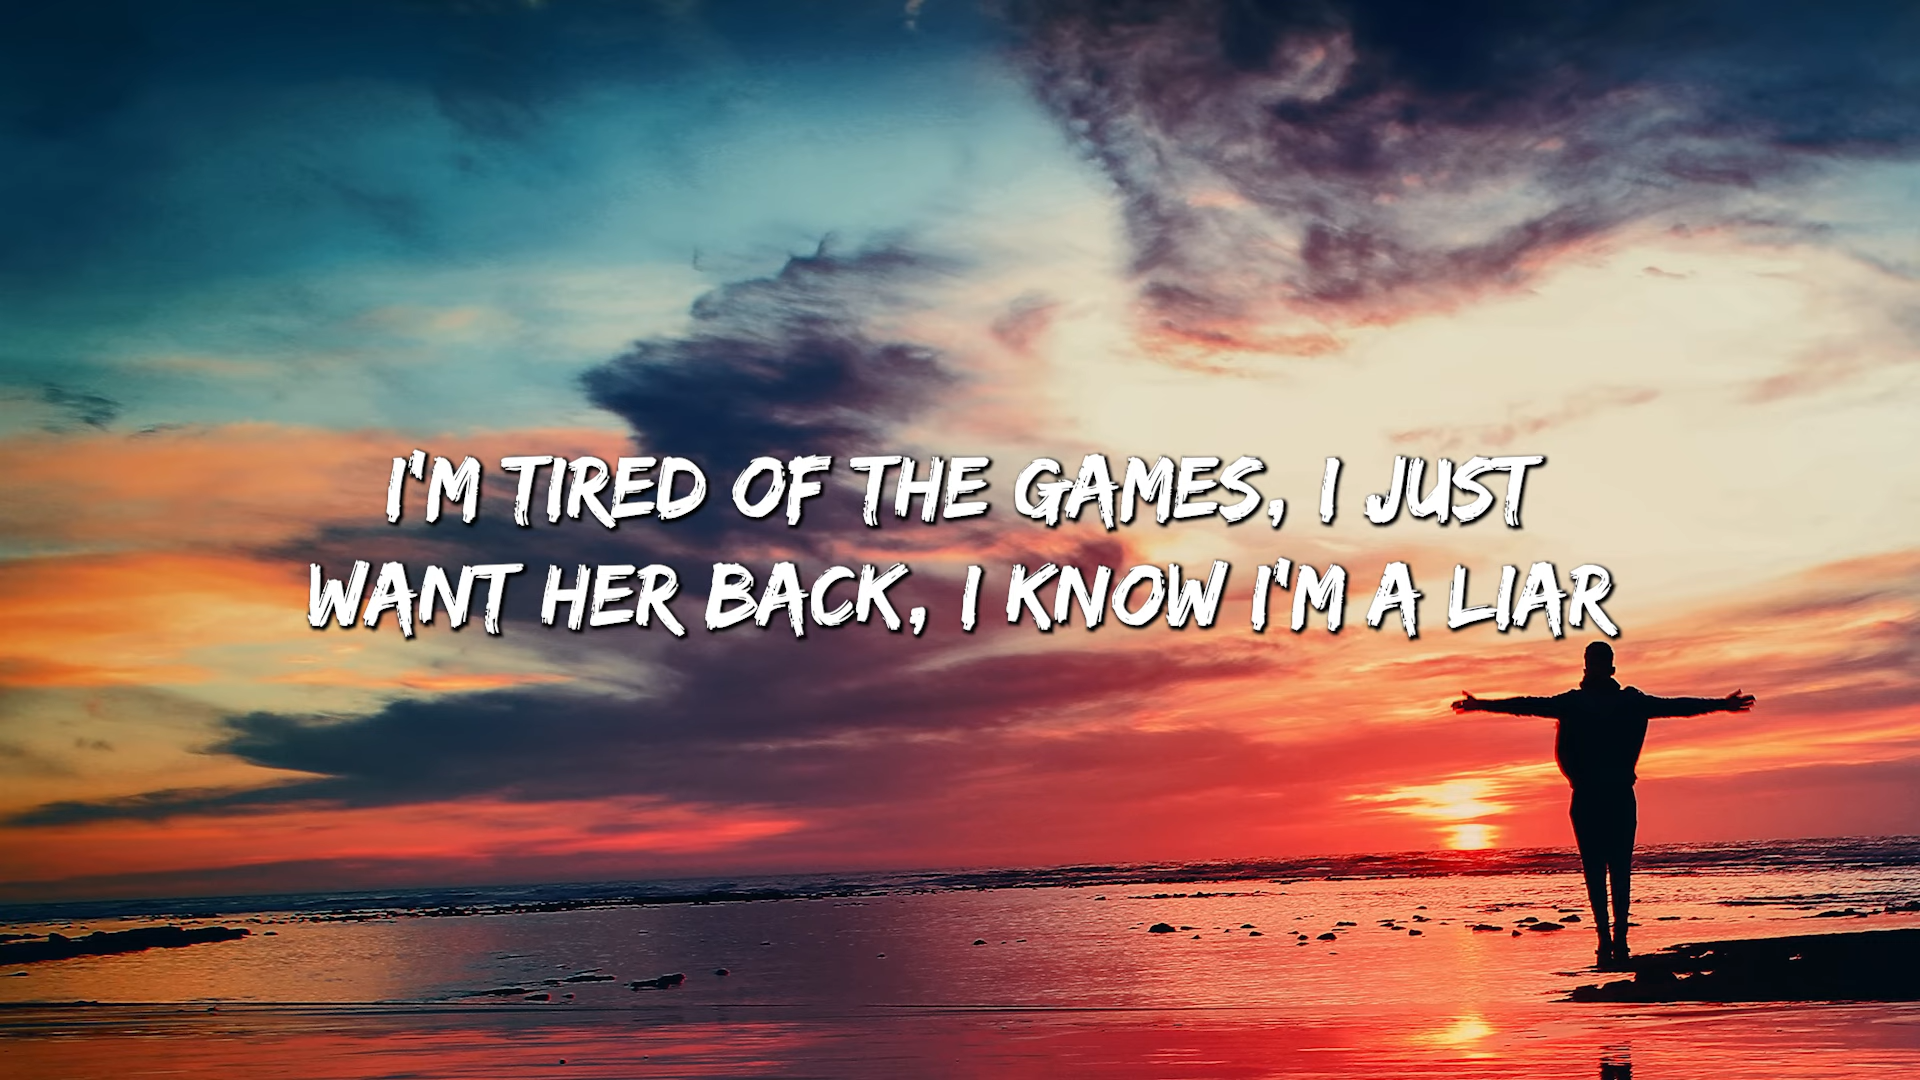 I'M TIRED OF THE GAMES, I JUST
WANT HER BACK, I KNOW I'M A LIAR